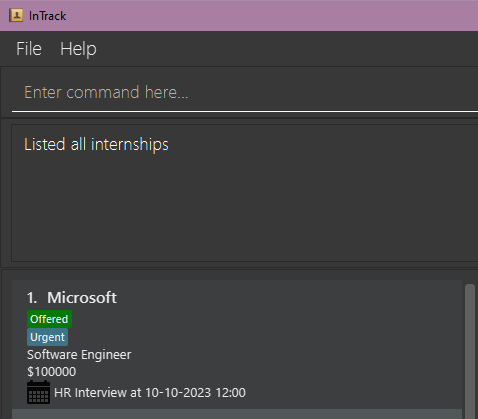 InTrack
File Help
Enter command here...
Listed all internships
1. Microsoft
Offered
Urgent
Software Engineer
$100000
HR Interview at 10-10-2023 12:00